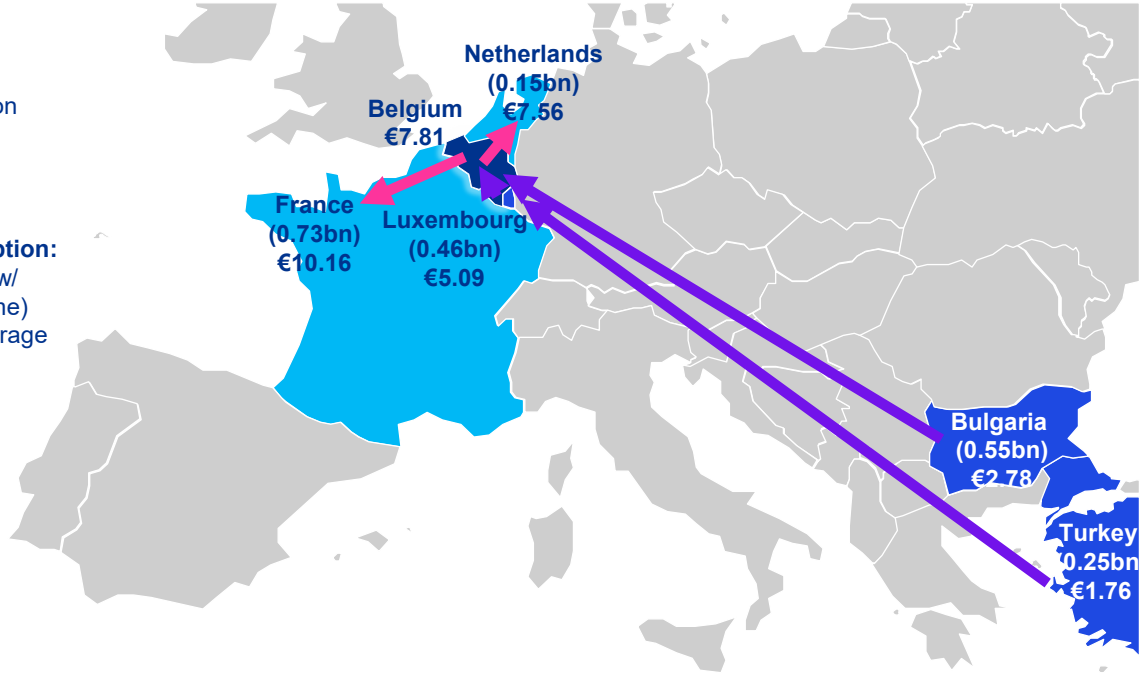 on
ption:
w/
ne)
rage
Netherlands
(0.15bn)
€7.56
Belgium
€7.81
France
(0.73bn)
€10.16
Luxembourg
(0.46bn)
€5.09
Bulgaria
(0.55bn)
€2.78
Turkey
(0.25bn
€1.76